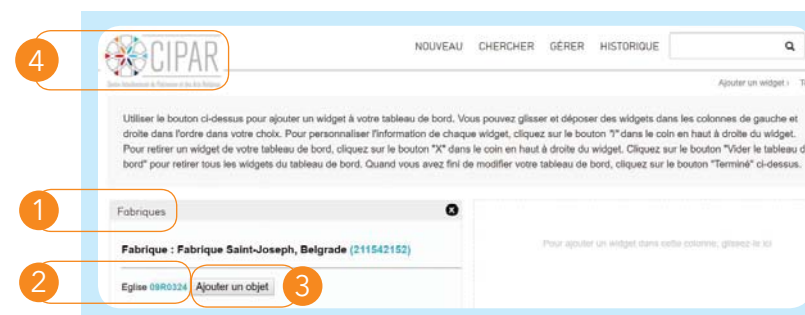 4
CIPAR
NOUVEAU CHERCHER GÉRER HISTORIQUE
Ajouter un widget ›
Utiliser le bouton ci-dessus pour ajouter un widget à votre tableau de bord. Vous pouvez glisser et déposer des widgets dans les colonnes de gauche et
droite dans l'ordre dans votre choix. Pour personnaliser l'information de chaque widget, cliquez sur le bouton "i" dans le coin en haut à droite du widget.
Pour retirer un widget de votre tableau de bord, cliquez sur le bouton "X" dans le coin en haut à droite du widget. Cliquez sur le bouton "Vider le tableau d
bord" pour retirer tous les widgets du tableau de bord. Quand vous avez fini de modifier votre tableau de bord, cliquez sur le bouton "Terminé" ci-dessus.
1
Fabriques
Fabrique : Fabrique Saint-Joseph, Belgrade (211542152)
Pour ajouter un widget dans cette colonne, glissez-le ici
2
Eglise 09R0324 Ajouter un objet
3